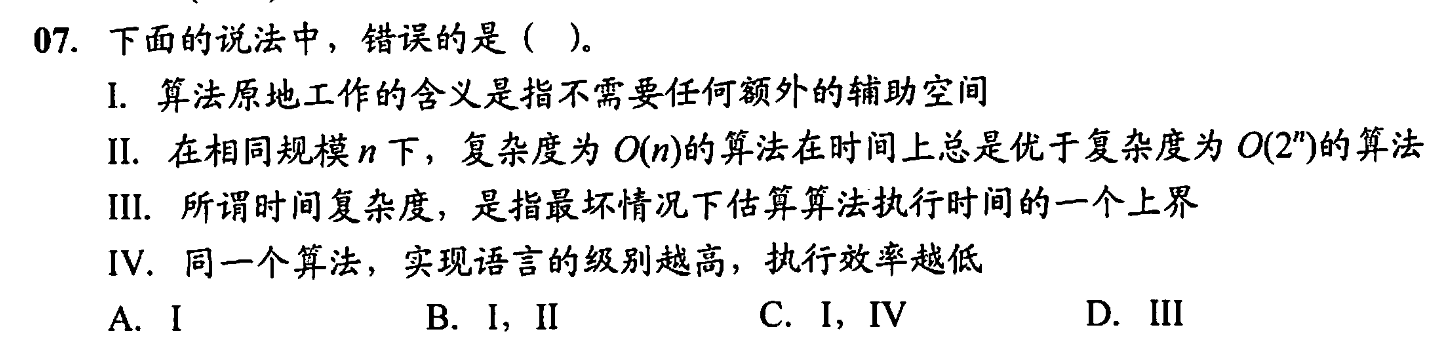 07. 下面的说法中，错误的是（ ）。
I. 算法原地工作的含义是指不需要任何额外的辅助空间
II. 在相同规模 n 下，复杂度为 O(n)的算法在时间上总是优于复杂度为 O(2ⁿ)的算法
III. 所谓时间复杂度，是指最坏情况下估算算法执行时间的一个上界
IV. 同一个算法，实现语言的级别越高，执行效率越低
A. I B. I，II C. I，IV D. III